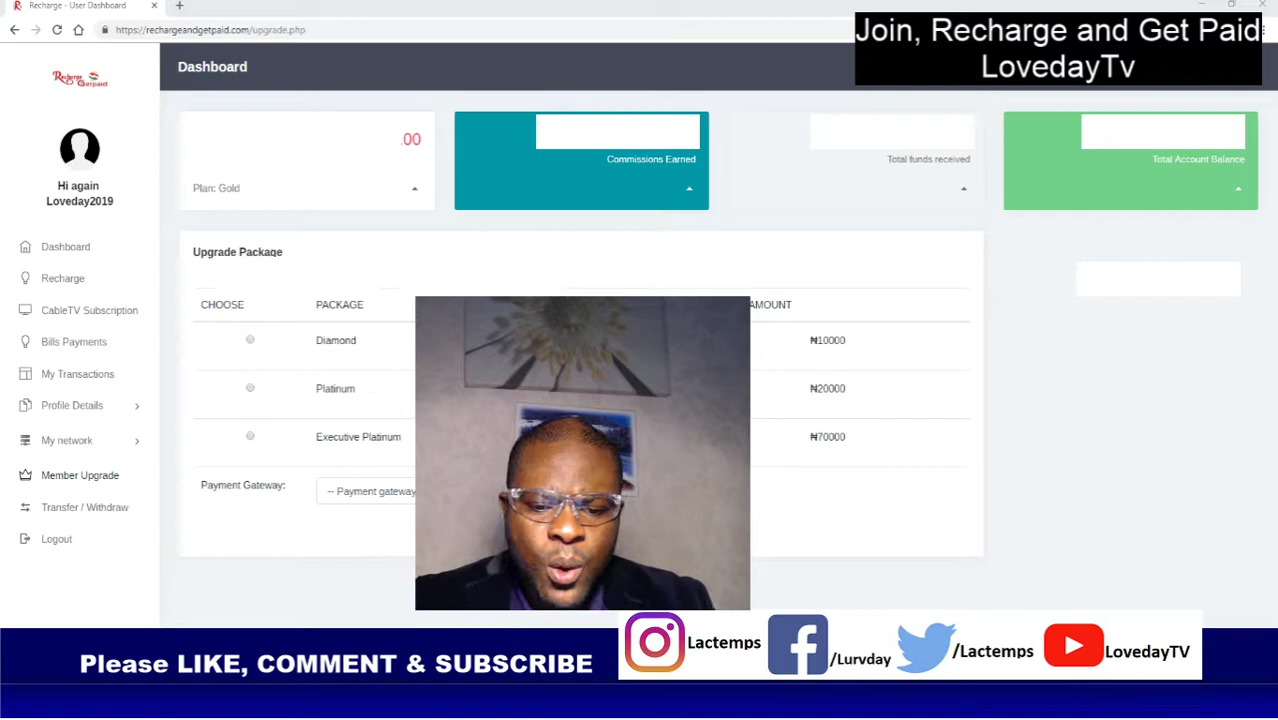 Recharge - User Dashboard
https://rechargeandgetpaid.com/upgrade.php
Join, Recharge and Get Paid
LovedayTv
Recharge
Getpaid
Dashboard
.00
Plan: Gold
Commissions Earned
Total funds received
Total Account Balance
Hi again
Loveday2019
Dashboard
Recharge
CableTV Subscription
Bills Payments
My Transactions
Profile Details
My network
Member Upgrade
Transfer / Withdraw
Logout
Upgrade Package
CHOOSE PACKAGE AMOUNT
Diamond ₦10000
Platinum ₦20000
Executive Platinum ₦70000
Payment Gateway: -- Payment gateway
Please LIKE, COMMENT & SUBSCRIBE
Lactemps
/Lurvday
/Lactemps
LovedayTV